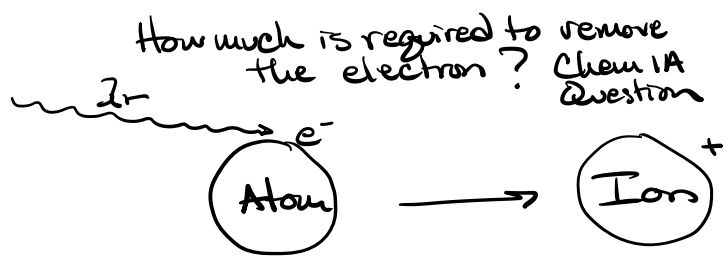 How much is required to remove
the electron? Chem 1A
Question
e⁻
Atom
Ion
+